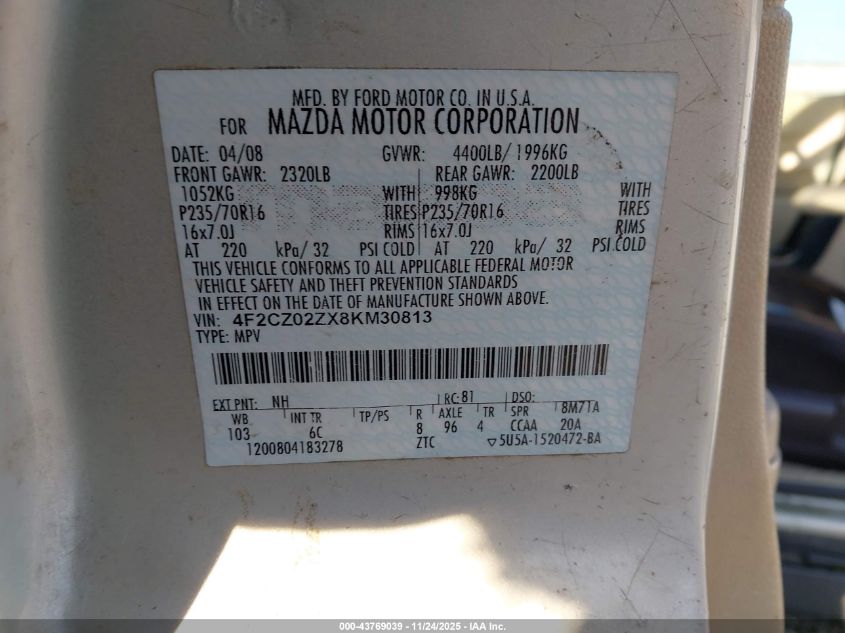 MFD. BY FORD MOTOR CO. IN U.S.A.
FOR MAZDA MOTOR CORPORATION
DATE: 04/08 GVWR: 4400LB/ 1996KG
FRONT GAWR: 2320LB REAR GAWR: 2200LB
1052KG WITH 998KG WITH
P235/70R16 TIRES P235/70R16 TIRES
16x7.0J RIMS 16x7.0J RIMS
AT 220 kPa/ 32 PSI COLD AT 220 kPa/ 32 PSI COLD
THIS VEHICLE CONFORMS TO ALL APPLICABLE FEDERAL MOTOR
VEHICLE SAFETY AND THEFT PREVENTION STANDARDS
IN EFFECT ON THE DATE OF MANUFACTURE SHOWN ABOVE.
VIN: 4F2CZ02ZX8KM30813
TYPE: MPV
EXT PNT: NH RC: 81 DSO:
WB INT TR TP/PS R AXLE TR SPR 8M71A
103 6C 8 96 4 CCAA 20A
1200804183278 ZTC ▽5U5A-1520472-BA
000-43769039 - 11/24/2025 - IAA Inc.